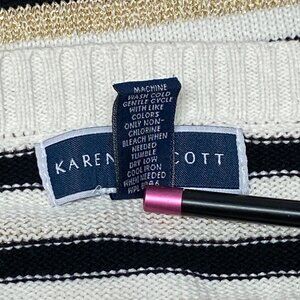 MACHINE
WASH COLD
GENTLE CYCLE
WITH LIKE
COLORS
ONLY NON-
CHLORINE
BLEACH WHEN
NEEDED
TUMBLE
DRY LOW
COOL IRON
WHEN NEEDED
KAREN COTT